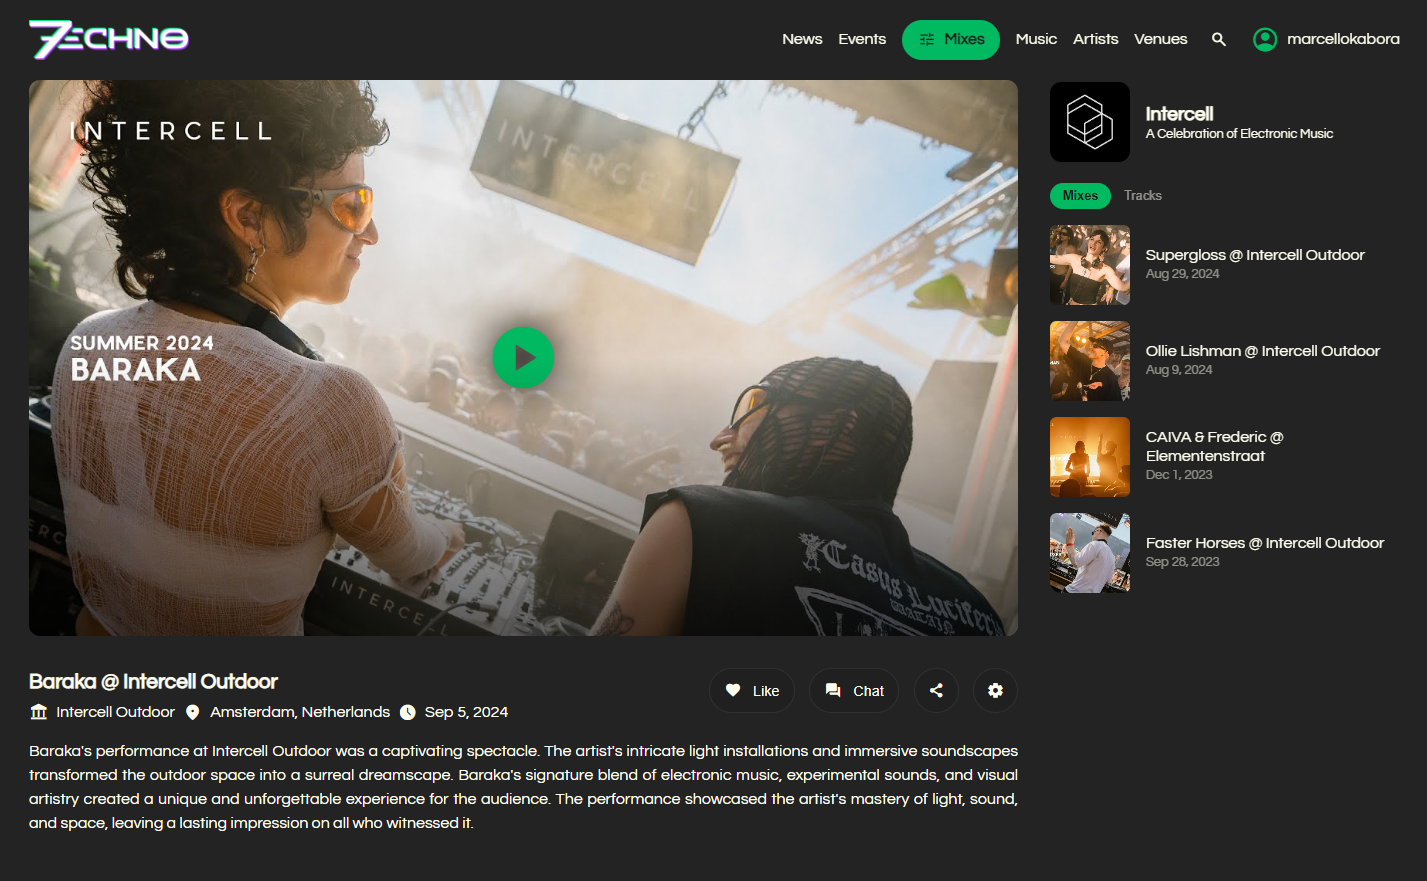 7ECHNO
News Events Mixes Music Artists Venues marcellokabora
INTERCELL
INTERCELL
SUMMER 2024
BARAKA
INTERCELL
Casus Luciferi
Intercell
A Celebration of Electronic Music
Mixes Tracks
Supergloss @ Intercell Outdoor
Aug 29, 2024
Ollie Lishman @ Intercell Outdoor
Aug 9, 2024
CAIVA & Frederic @
Elementenstraat
Dec 1, 2023
Faster Horses @ Intercell Outdoor
Sep 28, 2023
Baraka @ Intercell Outdoor
Like Chat
Intercell Outdoor Amsterdam, Netherlands Sep 5, 2024
Baraka's performance at Intercell Outdoor was a captivating spectacle. The artist's intricate light installations and immersive soundscapes
transformed the outdoor space into a surreal dreamscape. Baraka's signature blend of electronic music, experimental sounds, and visual
artistry created a unique and unforgettable experience for the audience. The performance showcased the artist's mastery of light, sound,
and space, leaving a lasting impression on all who witnessed it.